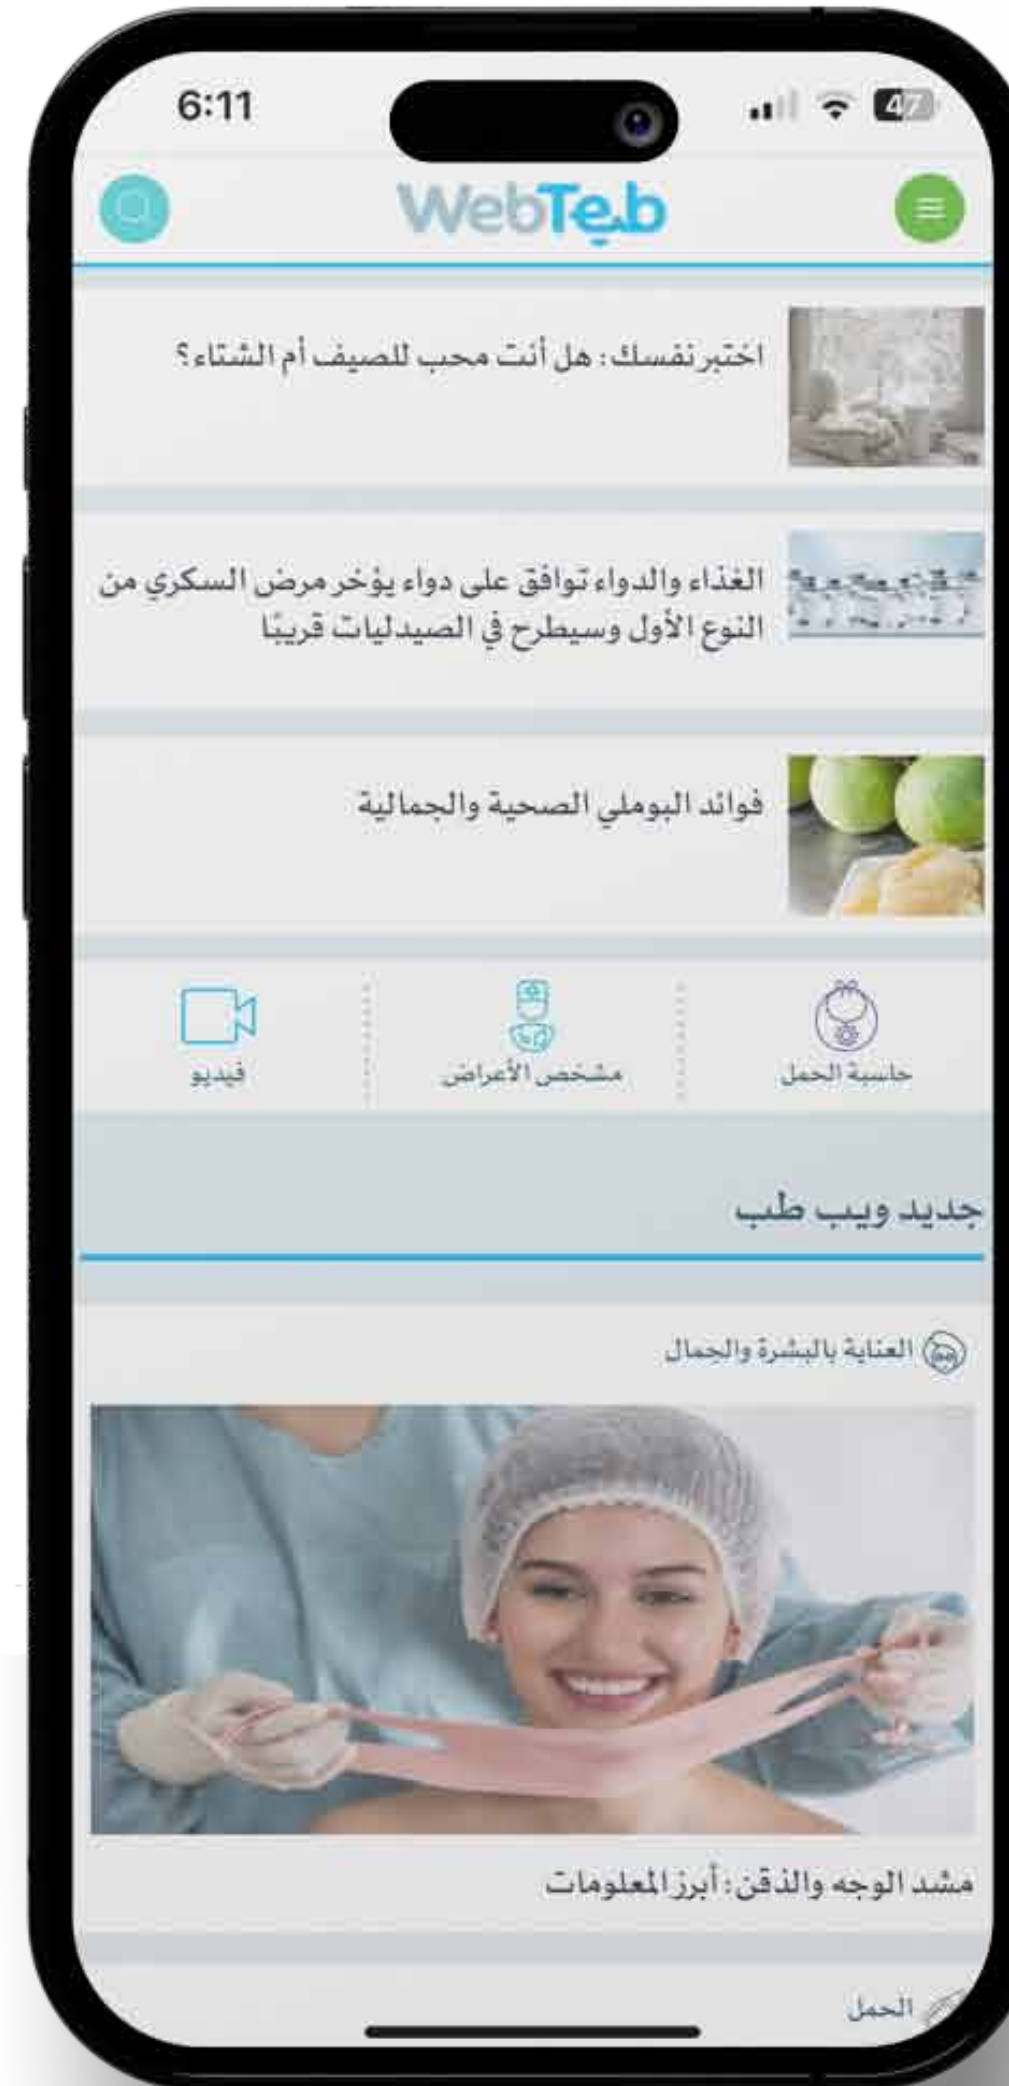 6:11
47
WebTeb
اختبر نفسك: هل أنت محب للصيف أم الشتاء؟
الغذاء والدواء توافق على دواء يؤخر مرض السكري من
النوع الأول وسيطرح في الصيدليات قريبًا
فوائد البوملي الصحية والجمالية
حاسبة الحمل
مشخص الأعراض
فيديو
جديد ويب طب
العناية بالبشرة والجمال
مشد الوجه والذقن: أبرز المعلومات
الحمل